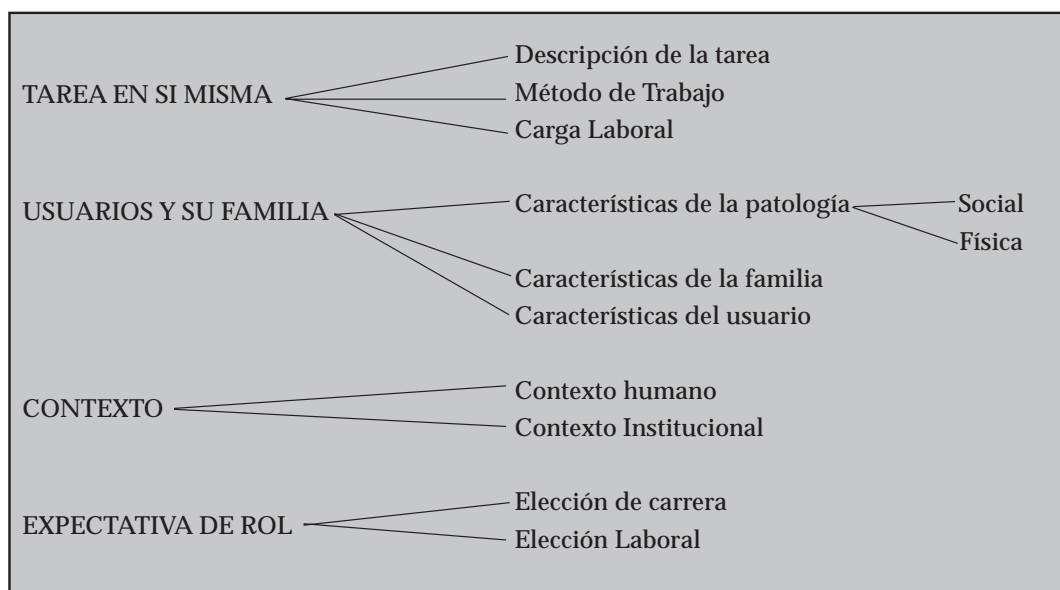 Descripción de la tarea
TAREA EN SI MISMA
Método de Trabajo
Carga Laboral
USUARIOS Y SU FAMILIA
Características de la patología
Social
Física
Características de la familia
Características del usuario
Contexto humano
CONTEXTO
Contexto Institucional
Elección de carrera
EXPECTATIVA DE ROL
Elección Laboral